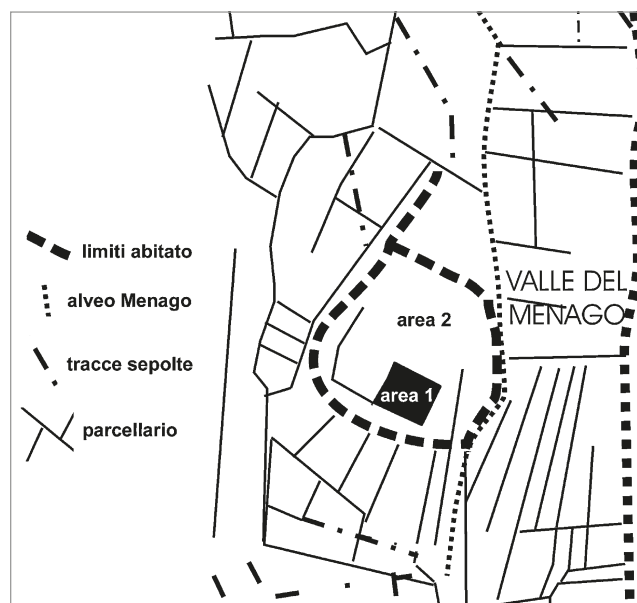 limiti abitato
alveo Menago
tracce sepolte
parcellario
area 2
area 1
VALLE DEL
MENAGO